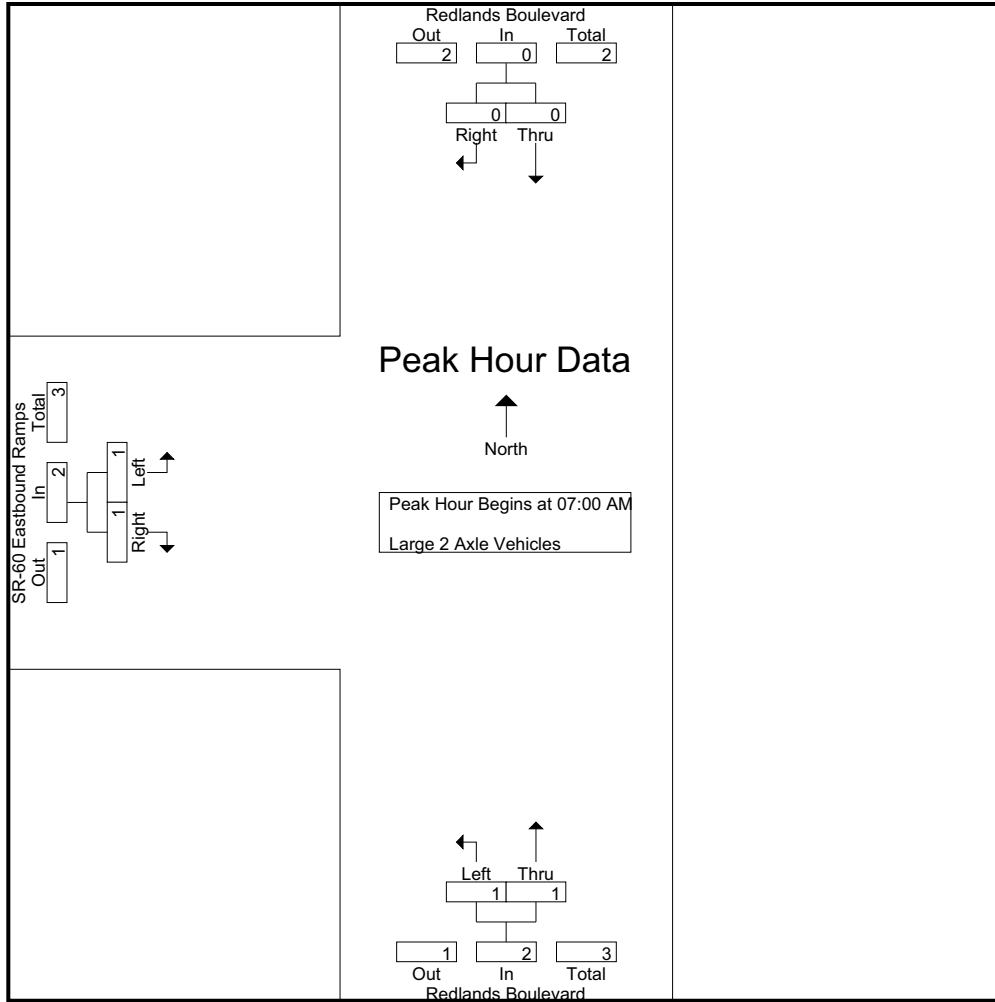 Redlands Boulevard
Out In Total
2 0 2
0 0
Right Thru
Peak Hour Data
North
Peak Hour Begins at 07:00 AM
Large 2 Axle Vehicles
SR-60 Eastbound Ramps
Out In Total
1 2 3
Right Left
1 1
Left Thru
1 1
1 2 3
Out In Total
Redlands Boulevard